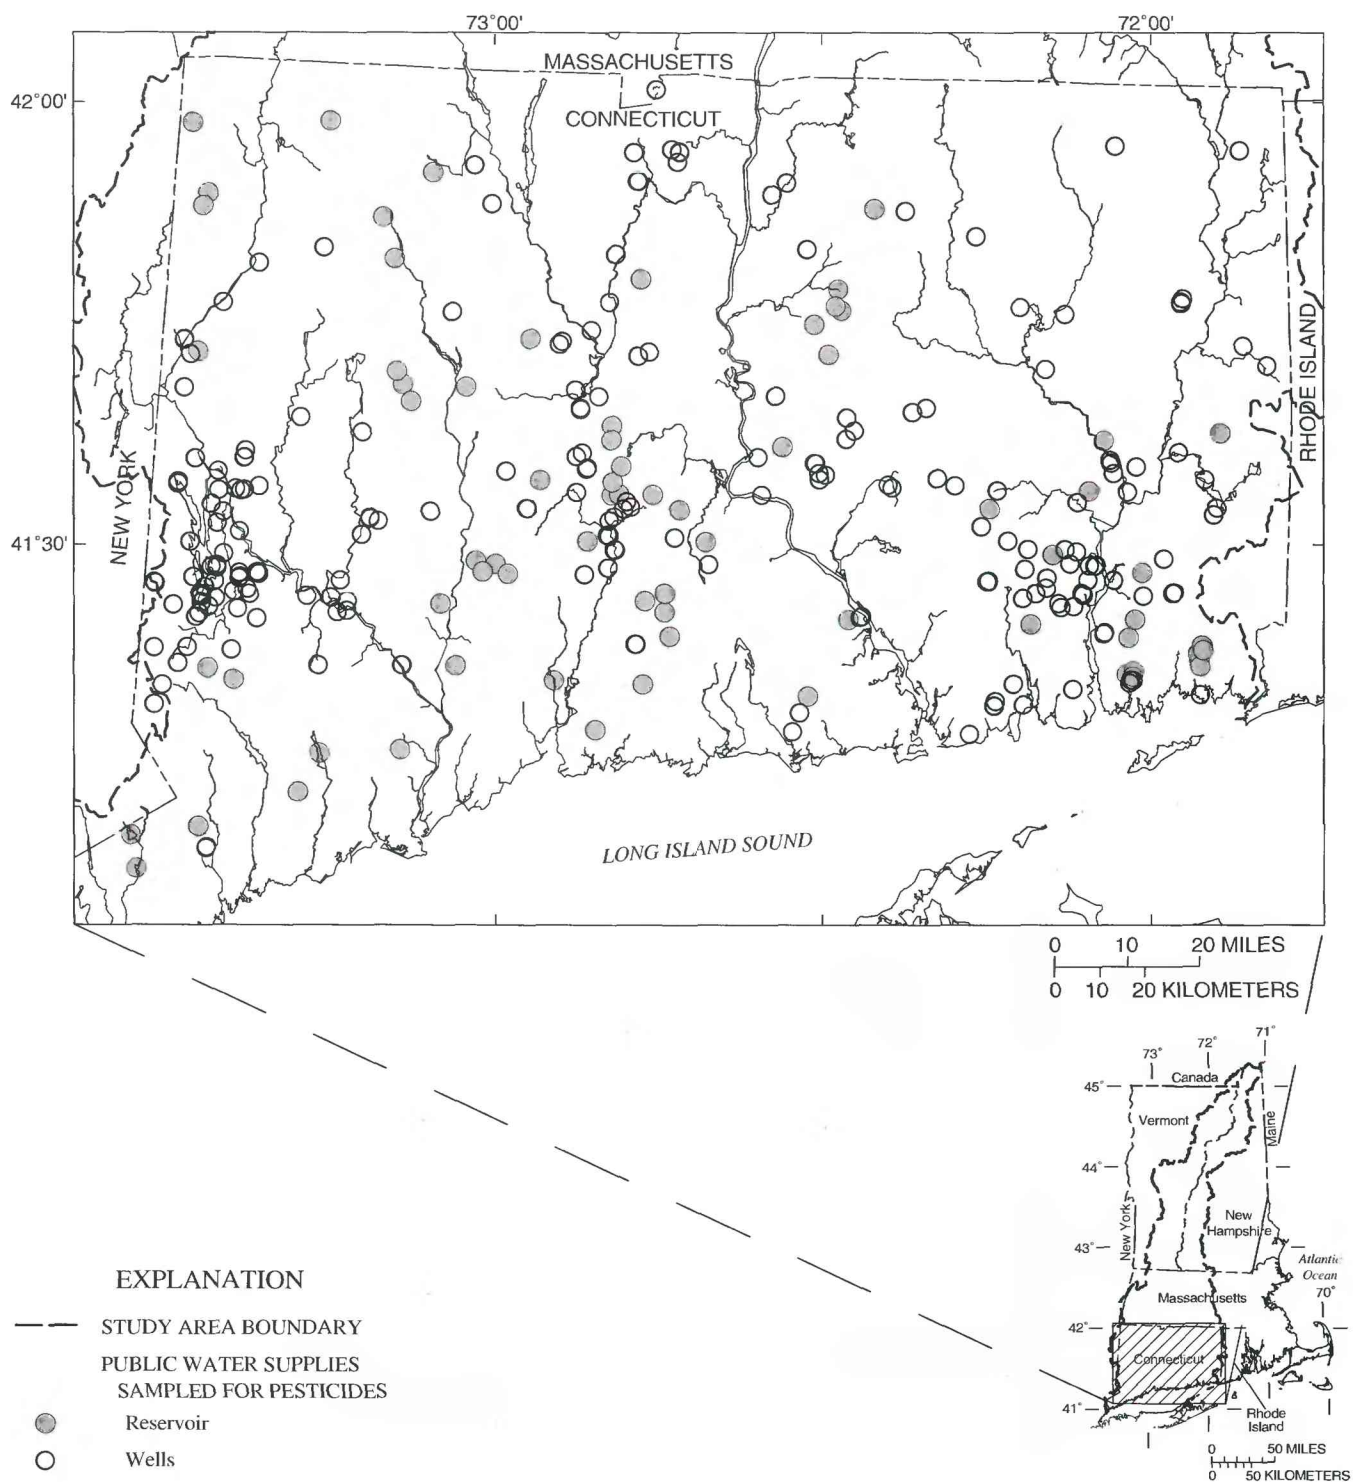 73°00'
72°00'
MASSACHUSETTS
42°00'
CONNECTICUT
RHODE ISLAND
NEW YORK
41°30'
LONG ISLAND SOUND
0 10 20 MILES
0 10 20 KILOMETERS
71°
72°
73°
Canada
45°
Vermont
Maine
44°
New York
New
Hampshire
43°
Atlantic
Ocean
70°
Massachusetts
42°
Connecticut
41°
Rhode
Island
0 50 MILES
0 50 KILOMETERS
EXPLANATION
STUDY AREA BOUNDARY
PUBLIC WATER SUPPLIES
SAMPLED FOR PESTICIDES
Reservoir
Wells